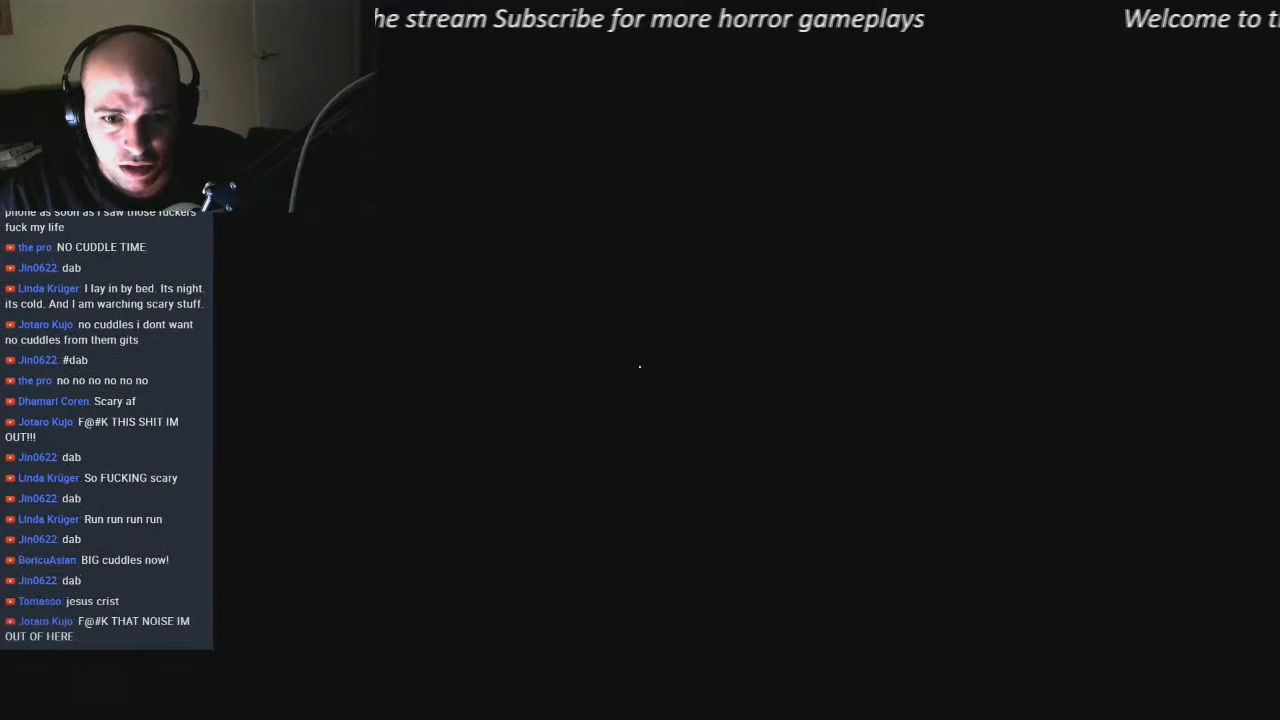 he stream Subscribe for more horror gameplays
Welcome to t
phone as soon as I saw those fuckers
fuck my life
the pro: NO CUDDLE TIME
Jin0622: dab
Linda Krüger: I lay in by bed. Its night.
its cold. And I am warching scary stuff.
Jotaro Kujo: no cuddles i dont want
no cuddles from them gits
Jin0622: #dab
the pro: no no no no no no
Dhamari Coren: Scary af
Jotaro Kujo: F@#K THIS SHIT IM
OUT!!!
Jin0622: dab
Linda Krüger: So FUCKING scary
Jin0622: dab
Linda Krüger: Run run run run
Jin0622: dab
BoricuAsian: BIG cuddles now!
Jin0622: dab
Tomasso: jesus crist
Jotaro Kujo: F@#K THAT NOISE IM
OUT OF HERE